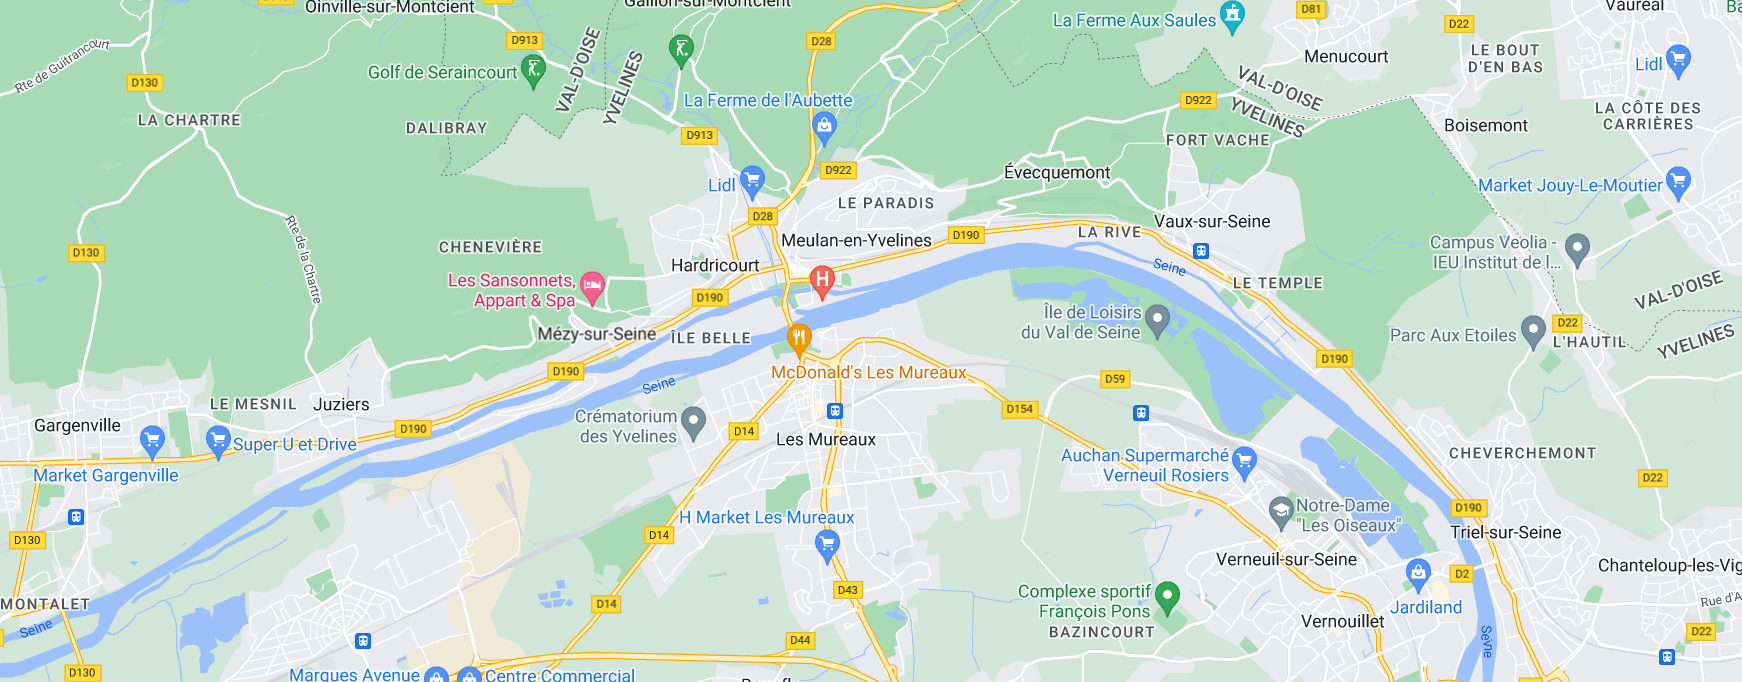 Oinville-sur-Montcient
Gaillon-sur-Montcient
La Ferme Aux Saules
D81
D22
Vauréal
Rte de Guitrancourt
D913
D28
VAL-D'OISE
YVELINES
Menucourt
LE BOUT
D'EN BAS
Lidl
Golf de Seraincourt
D130
LA CHARTRE
DALIBRAY
La Ferme de l'Aubette
D913
D922
VAL-D'OISE
YVELINES
LA CÔTE DES
CARRIÈRES
Boisemont
FORT VACHE
D922
Évecquemont
Lidl
LE PARADIS
Market Jouy-Le-Moutier
D28
Vaux-sur-Seine
Rte de la Chartre
CHENEVIÈRE
Meulan-en-Yvelines
D190
LA RIVE
D130
Hardricourt
Seine
Campus Veolia -
IEU Institut de l...
Les Sansonnets,
Appart & Spa
H
LE TEMPLE
VAL-D'OISE
YVELINES
D190
Île de Loisirs
du Val de Seine
D22
Mézy-sur-Seine
ÎLE BELLE
Parc Aux Etoiles
L'HAUTIL
D190
D190
McDonald's Les Mureaux
D59
Seine
LE MESNIL
Juziers
D154
Gargenville
D190
Crématorium
des Yvelines
D14
Les Mureaux
Super U et Drive
Market Gargenville
Auchan Supermarché
Verneuil Rosiers
CHEVERCHEMONT
D22
D190
Notre-Dame
"Les Oiseaux"
H Market Les Mureaux
D14
D130
Triel-sur-Seine
Verneuil-sur-Seine
Chanteloup-les-Vig
D2
MONTALET
D14
D43
Complexe sportif
François Pons
BAZINCOURT
Jardiland
Rue d'A
Vernouillet
Seine
D22
Seine
D44
D130
Marques Avenue
Centre Commercial